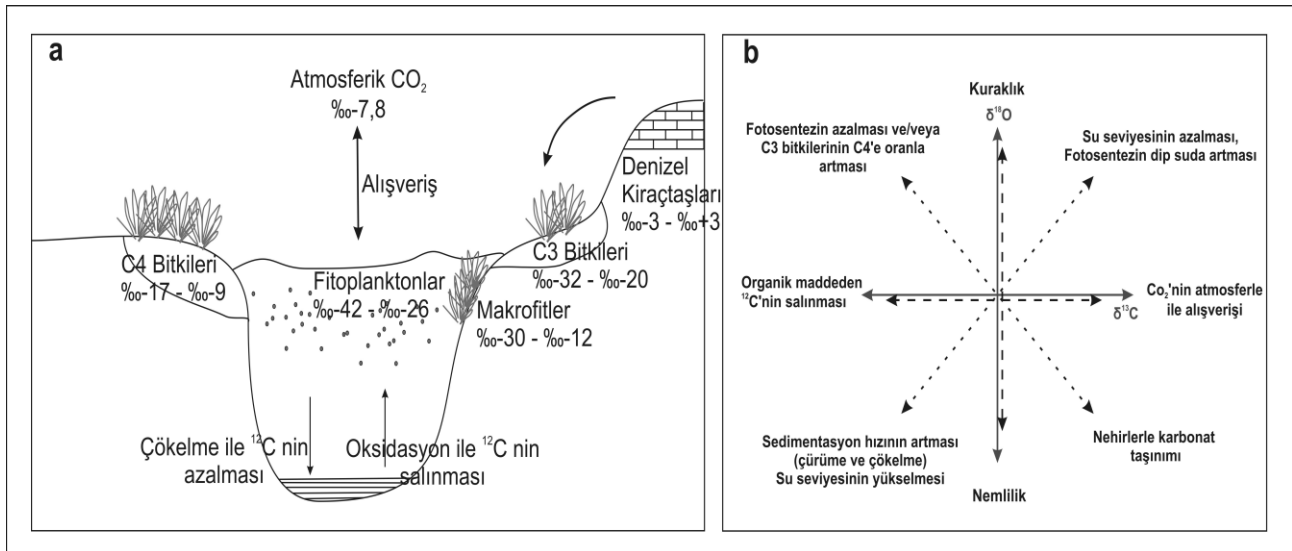 a
Atmosferik CO₂
‰-7,8
Alışveriş
Denizel
Kiraçtaşları
‰-3 - ‰+3
C4 Bitkileri
‰-17 - ‰-9
Fitoplanktonlar
‰-42 - ‰-26
C3 Bitkileri
‰-32 - ‰-20
Makrofitler
‰-30 - ‰-12
Çökelme ile ¹²C nin
azalması
Oksidasyon ile ¹²C nin
salınması
b
Kuraklık
δ¹⁸O
Fotosentezin azalması ve/veya
C3 bitkilerinin C4'e oranla
artması
Su seviyesinin azalması,
Fotosentezin dip suda artması
Organik maddeden
¹²C'nin salınması
Co₂'nin atmosferle
ile alışverişi
δ¹³C
Sedimentasyon hızının artması
(çürüme ve çökelme)
Su seviyesinin yükselmesi
Nehirlerle karbonat
taşınımı
Nemlilik